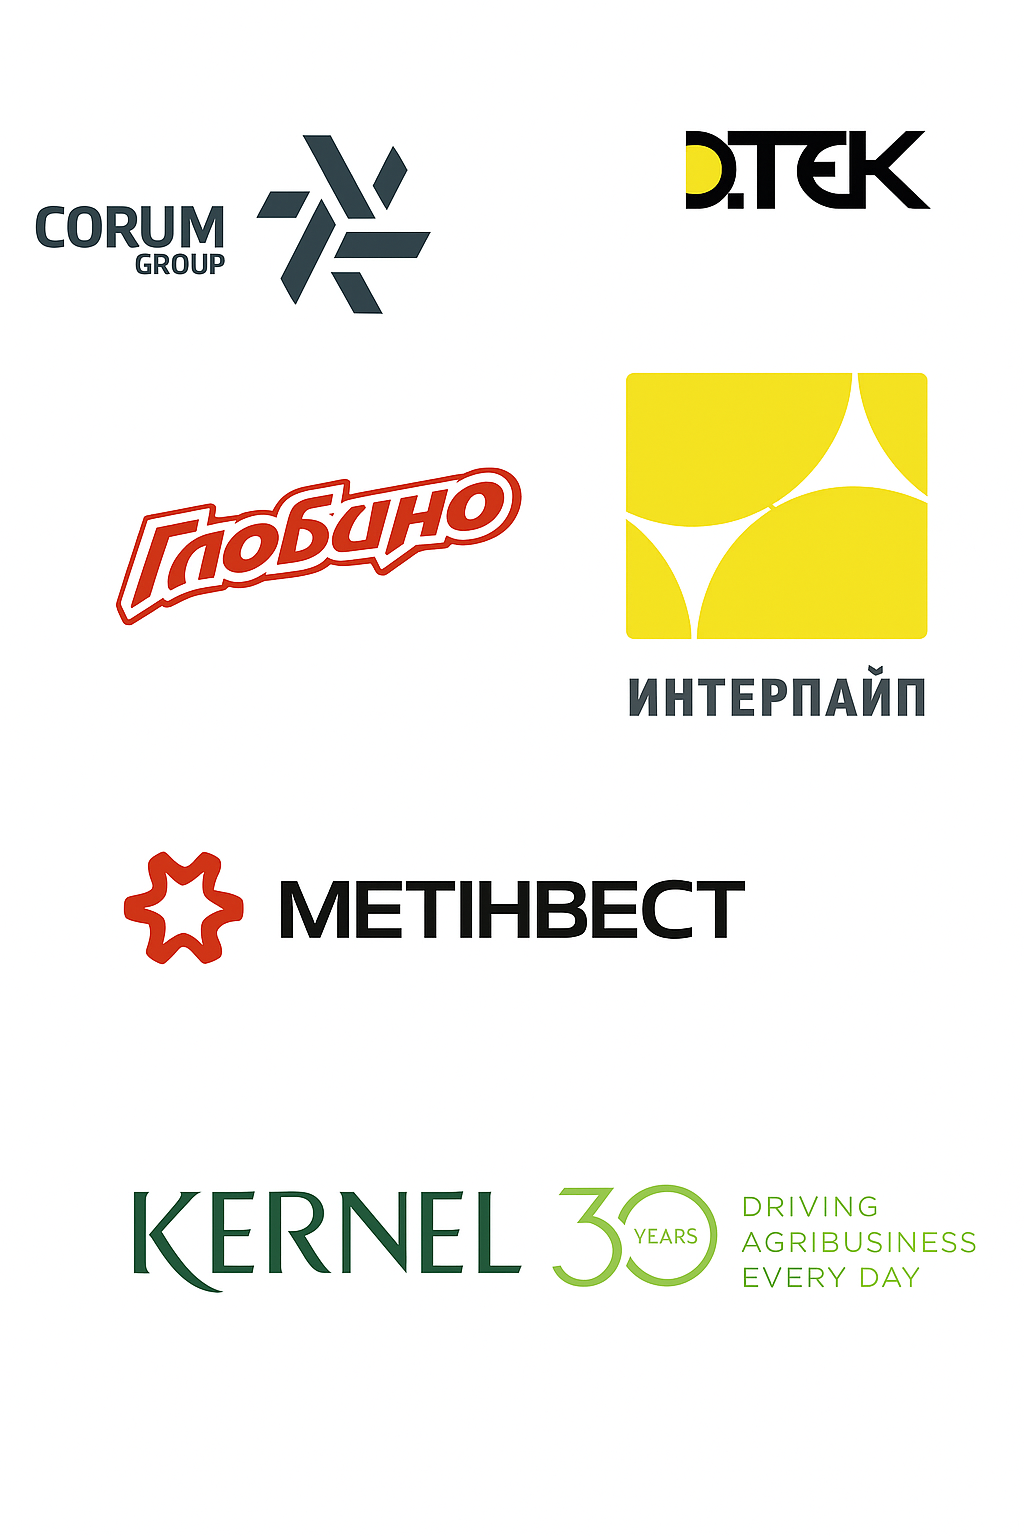 CORUM
GROUP
D.TEK
Глобино
ИНТЕРПАЙП
МЕТІНВЕСТ
KERNEL
30
YEARS
DRIVING
AGRIBUSINESS
EVERY DAY